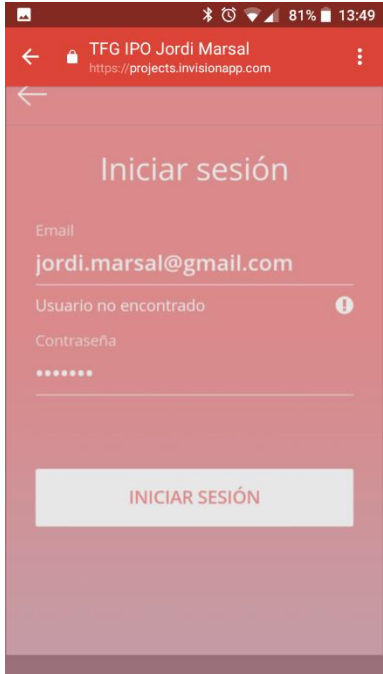 81% 13:49
TFG IPO Jordi Marsal
https://projects.invisionapp.com
Iniciar sesión
Email
jordi.marsal@gmail.com
Usuario no encontrado
Contraseña
INICIAR SESIÓN